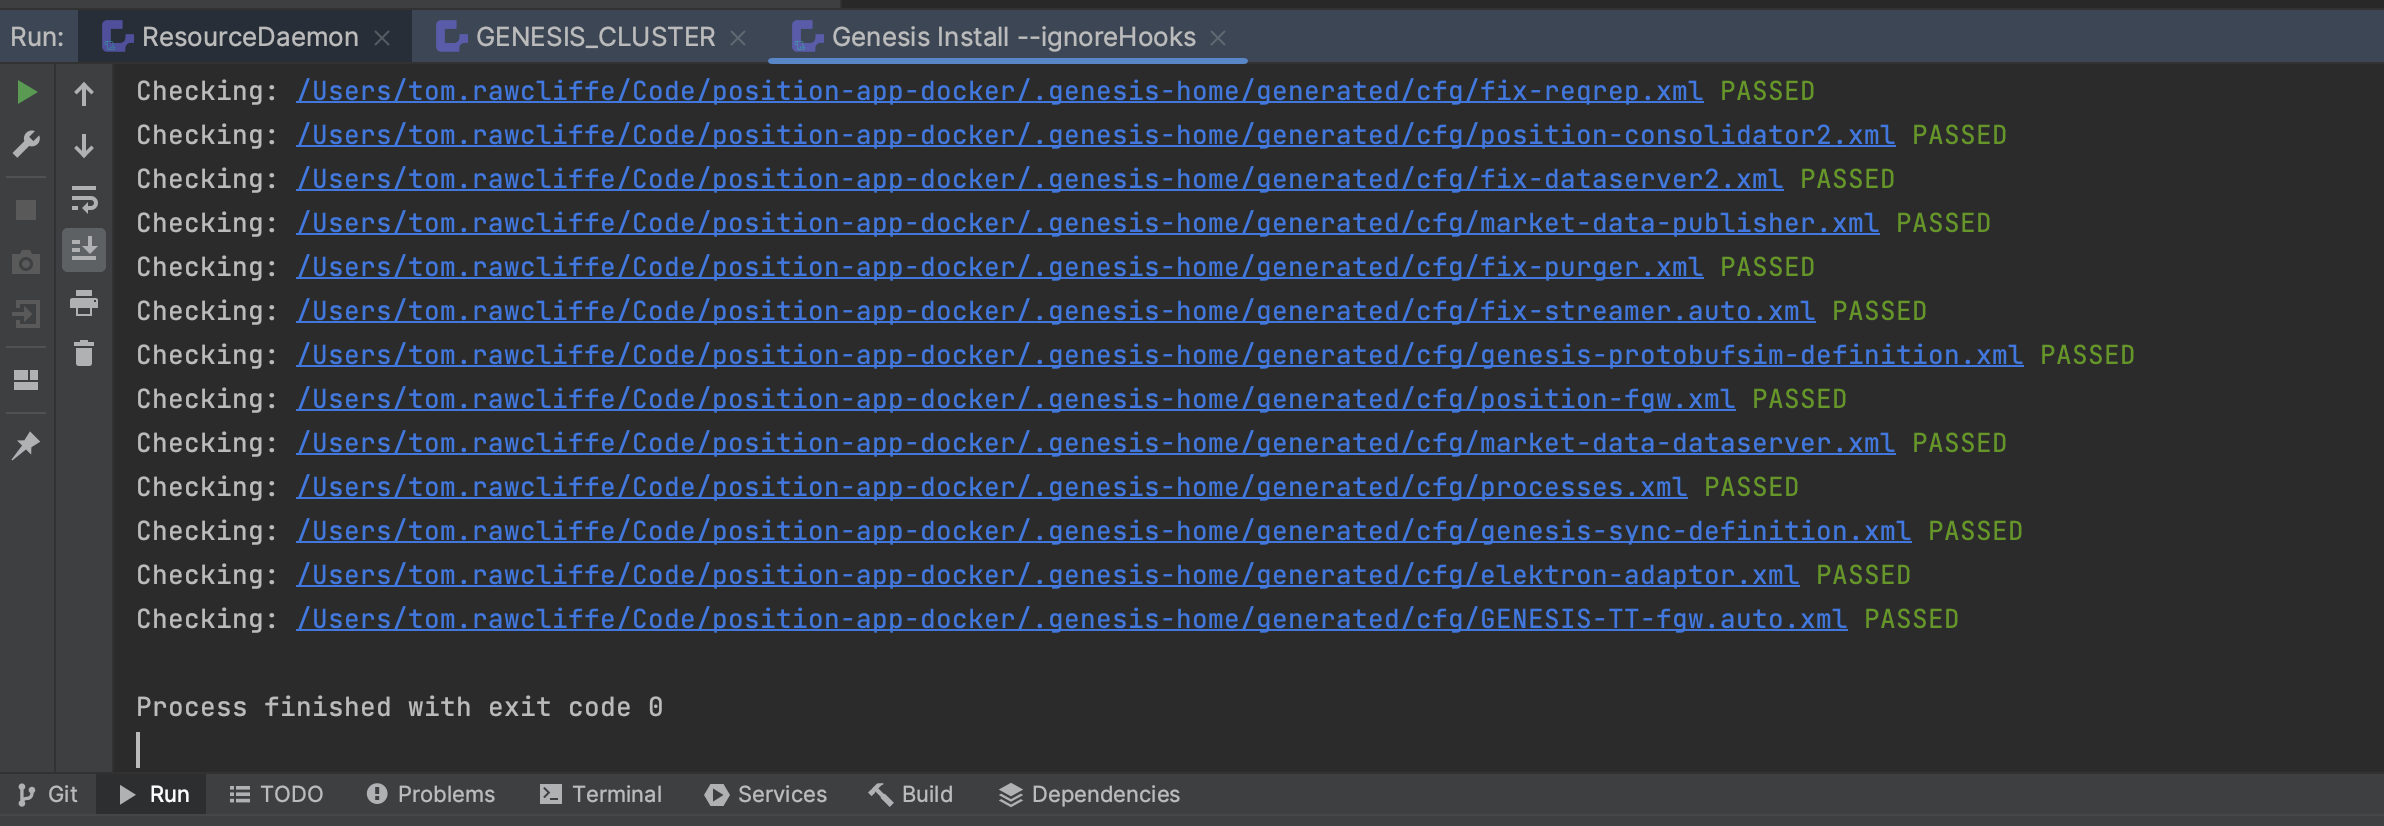 Run: ResourceDaemon × GENESIS_CLUSTER × Genesis Install --ignoreHooks ×
Checking: /Users/tom.rawcliffe/Code/position-app-docker/.genesis-home/generated/cfg/fix-reqrep.xml PASSED
Checking: /Users/tom.rawcliffe/Code/position-app-docker/.genesis-home/generated/cfg/position-consolidator2.xml PASSED
Checking: /Users/tom.rawcliffe/Code/position-app-docker/.genesis-home/generated/cfg/fix-dataserver2.xml PASSED
Checking: /Users/tom.rawcliffe/Code/position-app-docker/.genesis-home/generated/cfg/market-data-publisher.xml PASSED
Checking: /Users/tom.rawcliffe/Code/position-app-docker/.genesis-home/generated/cfg/fix-purger.xml PASSED
Checking: /Users/tom.rawcliffe/Code/position-app-docker/.genesis-home/generated/cfg/fix-streamer.auto.xml PASSED
Checking: /Users/tom.rawcliffe/Code/position-app-docker/.genesis-home/generated/cfg/genesis-protobufsim-definition.xml PASSED
Checking: /Users/tom.rawcliffe/Code/position-app-docker/.genesis-home/generated/cfg/position-fgw.xml PASSED
Checking: /Users/tom.rawcliffe/Code/position-app-docker/.genesis-home/generated/cfg/market-data-dataserver.xml PASSED
Checking: /Users/tom.rawcliffe/Code/position-app-docker/.genesis-home/generated/cfg/processes.xml PASSED
Checking: /Users/tom.rawcliffe/Code/position-app-docker/.genesis-home/generated/cfg/genesis-sync-definition.xml PASSED
Checking: /Users/tom.rawcliffe/Code/position-app-docker/.genesis-home/generated/cfg/elektron-adaptor.xml PASSED
Checking: /Users/tom.rawcliffe/Code/position-app-docker/.genesis-home/generated/cfg/GENESIS-TT-fgw.auto.xml PASSED
Process finished with exit code 0
Git Run TODO Problems Terminal Services Build Dependencies